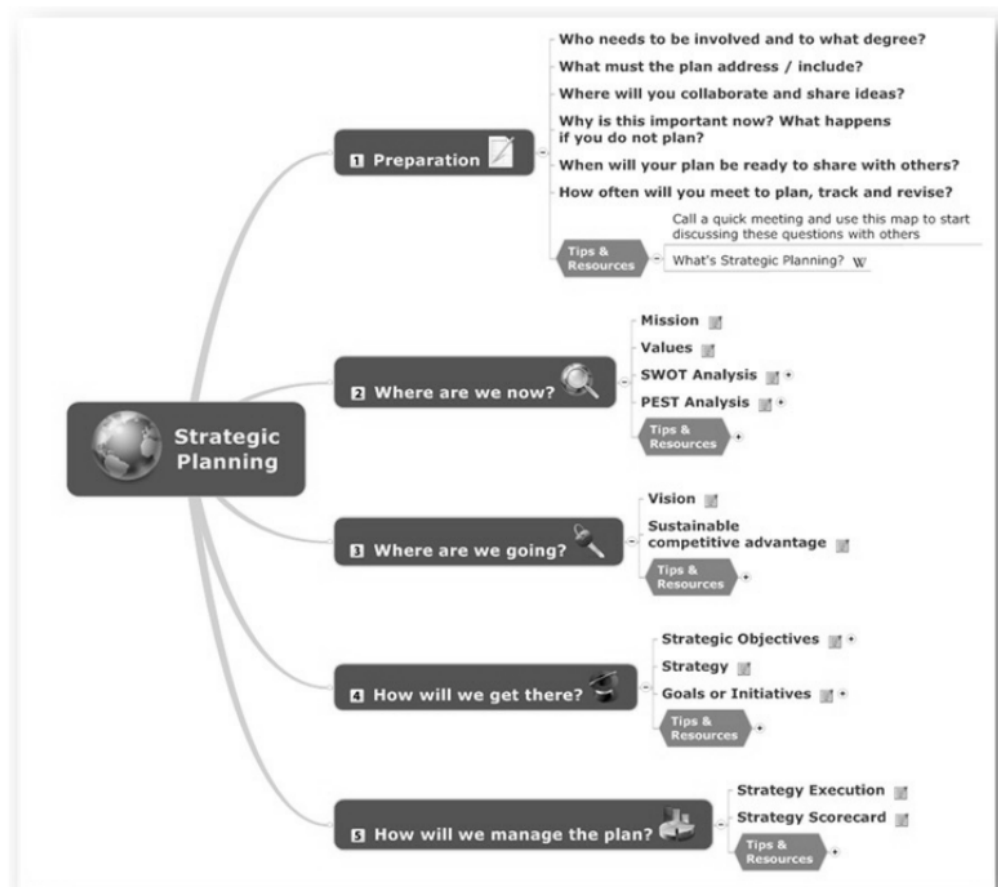 Who needs to be involved and to what degree?
What must the plan address / include?
Where will you collaborate and share ideas?
Why is this important now? What happens
if you do not plan?
1 Preparation
When will your plan be ready to share with others?
How often will you meet to plan, track and revise?
Call a quick meeting and use this map to start
discussing these questions with others
Tips &
Resources
What's Strategic Planning? W
Mission
Values
2 Where are we now?
SWOT Analysis
PEST Analysis
Tips &
Resources
Strategic
Planning
Vision
3 Where are we going?
Sustainable
competitive advantage
Tips &
Resources
Strategic Objectives
4 How will we get there?
Strategy
Goals or Initiatives
Tips &
Resources
Strategy Execution
5 How will we manage the plan?
Strategy Scorecard
Tips &
Resources